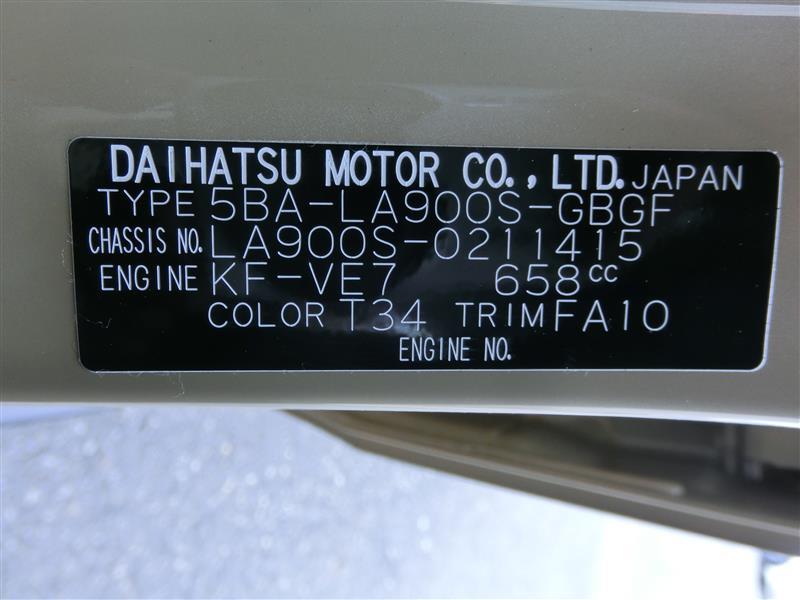 DAIHATSU MOTOR CO., LTD. JAPAN
TYPE 5BA-LA900S-GBGF
CHASSIS NO. LA900S-0211415
ENGINE KF-VE7 658cc
COLOR T34 TRIM FA10
ENGINE NO.